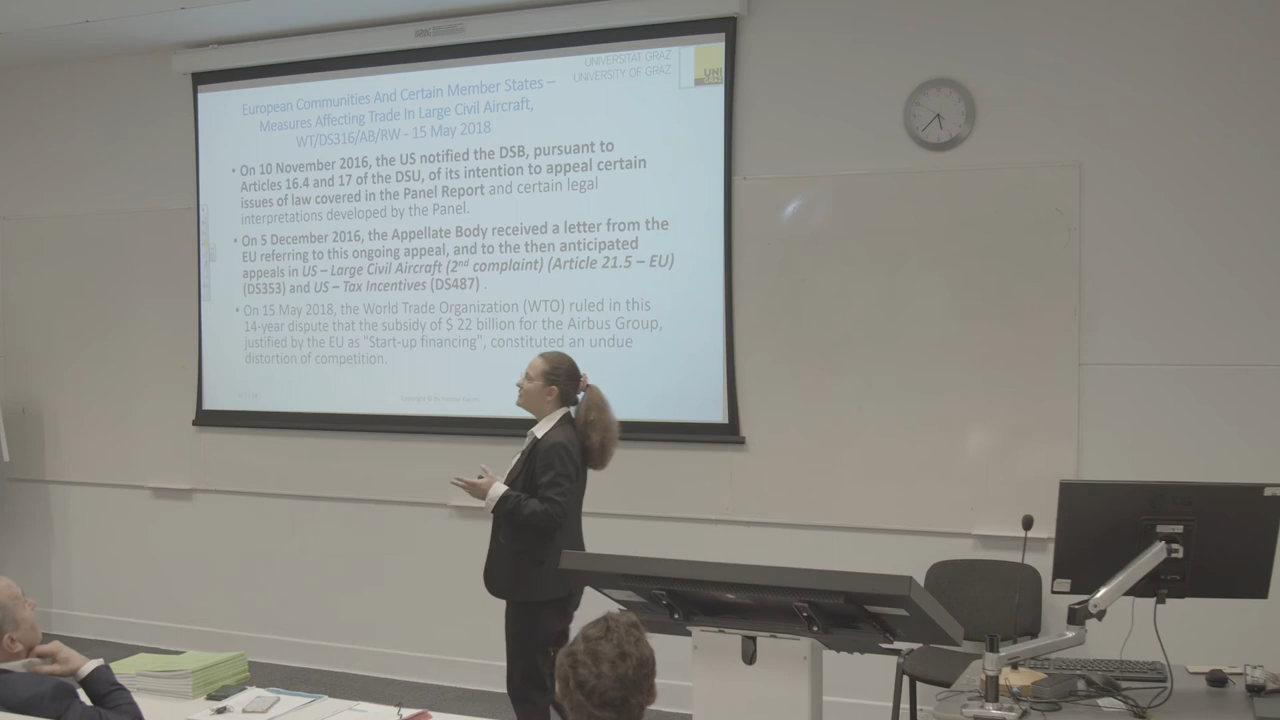 UNIVERSITÄT GRAZ
UNIVERSITY OF GRAZ
UNI
GRAZ
European Communities And Certain Member States –
Measures Affecting Trade In Large Civil Aircraft,
WT/DS316/AB/RW - 15 May 2018
• On 10 November 2016, the US notified the DSB, pursuant to
Articles 16.4 and 17 of the DSU, of its intention to appeal certain
issues of law covered in the Panel Report and certain legal
interpretations developed by the Panel.
• On 5 December 2016, the Appellate Body received a letter from the
EU referring to this ongoing appeal, and to the then anticipated
appeals in US – Large Civil Aircraft (2nd complaint) (Article 21.5 – EU)
(DS353) and US – Tax Incentives (DS487) .
• On 15 May 2018, the World Trade Organization (WTO) ruled in this
14-year dispute that the subsidy of $ 22 billion for the Airbus Group,
justified by the EU as "Start-up financing", constituted an undue
distortion of competition.
Copyright ©